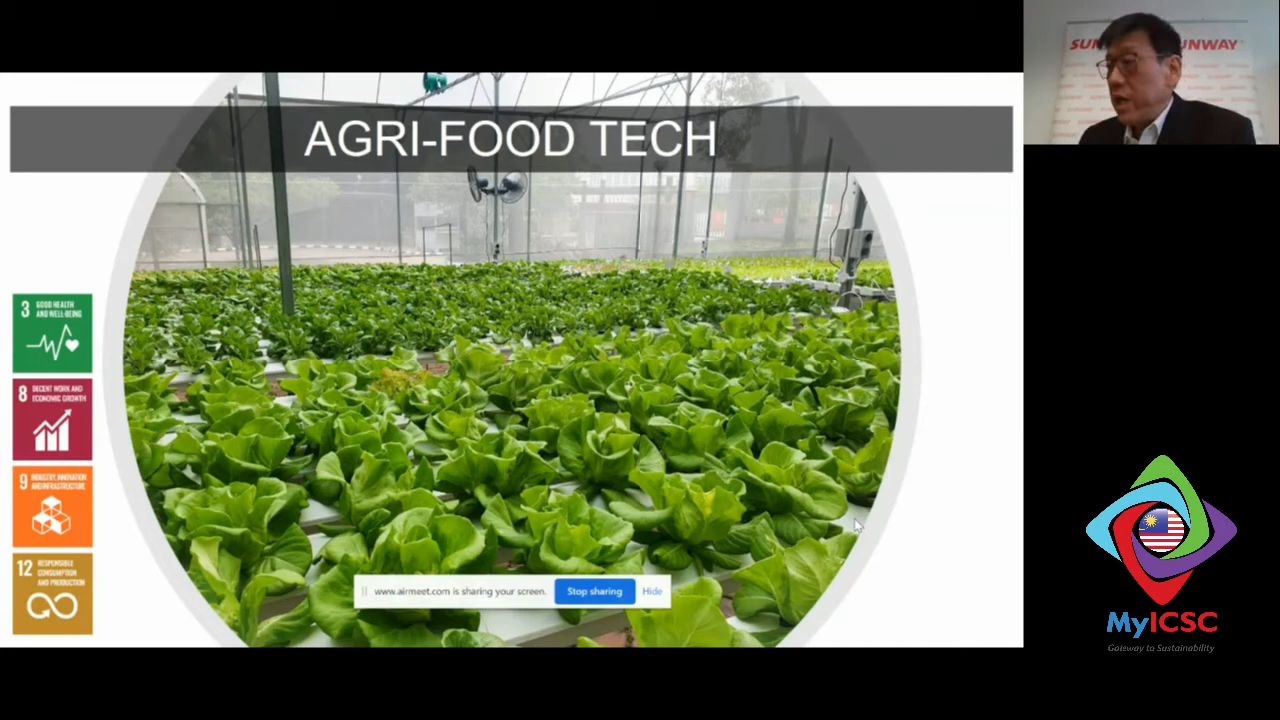 AGRI-FOOD TECH
SUNWAY
3 GOOD HEALTH
AND WELL-BEING
8 DECENT WORK AND
ECONOMIC GROWTH
9 INDUSTRY, INNOVATION
AND INFRASTRUCTURE
12 RESPONSIBLE
CONSUMPTION
AND PRODUCTION
www.airmeet.com is sharing your screen. Stop sharing Hide
MyICSC
Gateway to Sustainability